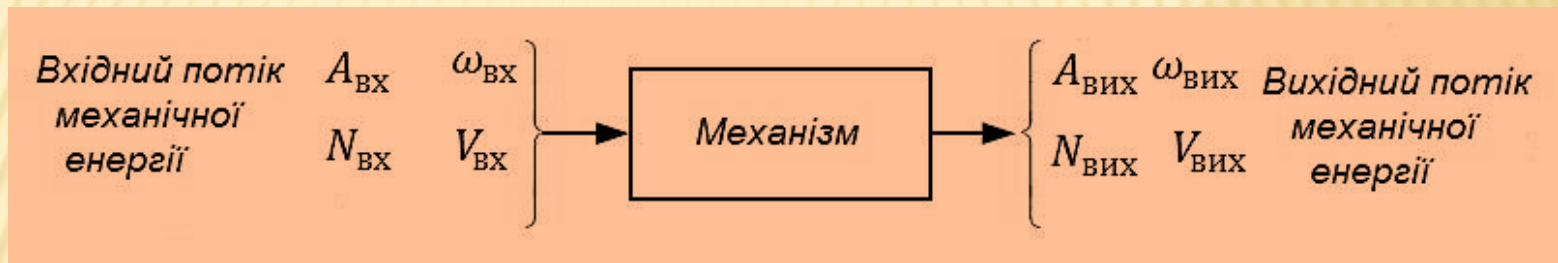 Вхідний потік
механічної
енергії
A_вх ω_вх
N_вх V_вх
Механізм
A_вих ω_вих
N_вих V_вих
Вихідний потік
механічної
енергії